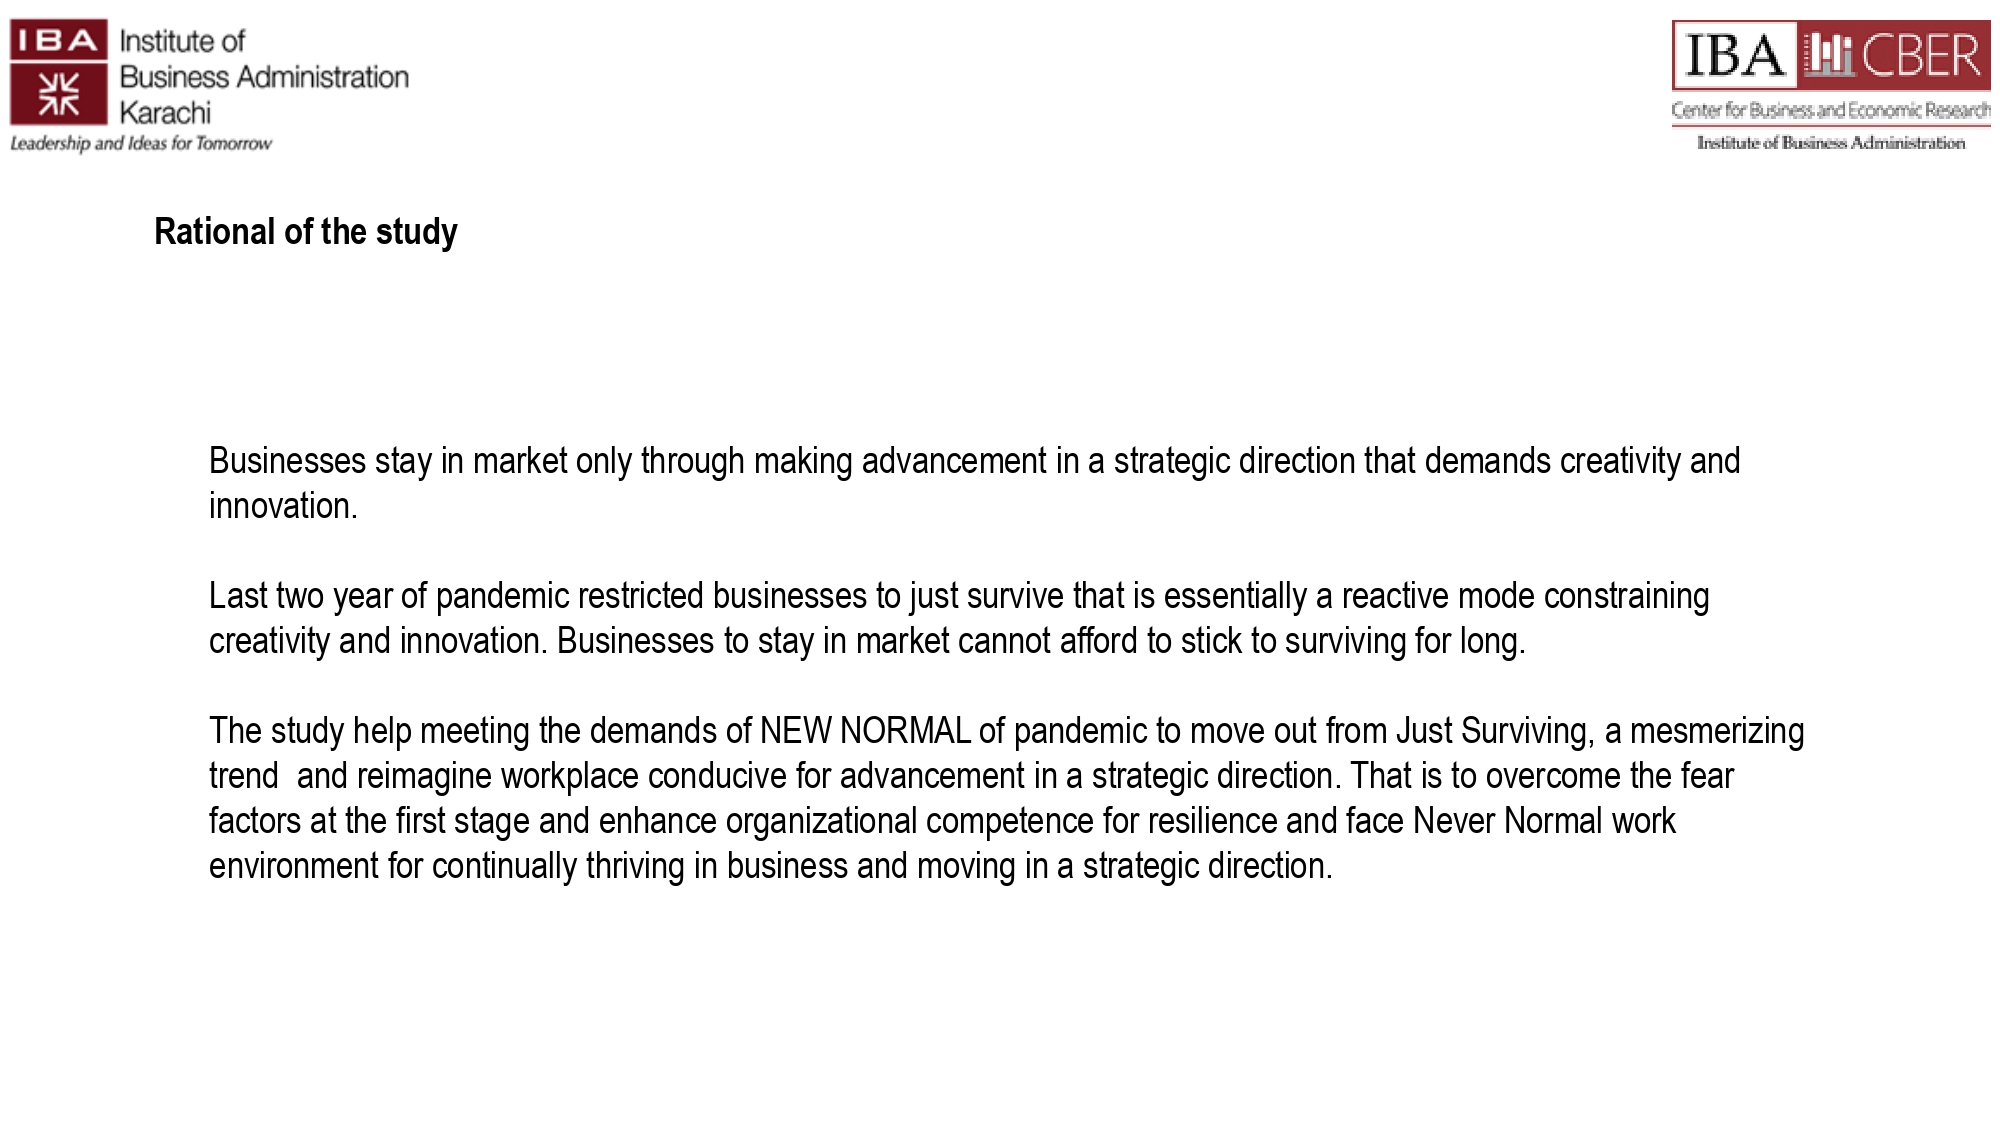 IBA
Institute of
Business Administration
Karachi
Leadership and Ideas for Tomorrow
IBA CBER
Center for Business and Economic Research
Institute of Business Administration
Rational of the study
Businesses stay in market only through making advancement in a strategic direction that demands creativity and
innovation.
Last two year of pandemic restricted businesses to just survive that is essentially a reactive mode constraining
creativity and innovation. Businesses to stay in market cannot afford to stick to surviving for long.
The study help meeting the demands of NEW NORMAL of pandemic to move out from Just Surviving, a mesmerizing
trend  and reimagine workplace conducive for advancement in a strategic direction. That is to overcome the fear
factors at the first stage and enhance organizational competence for resilience and face Never Normal work
environment for continually thriving in business and moving in a strategic direction.